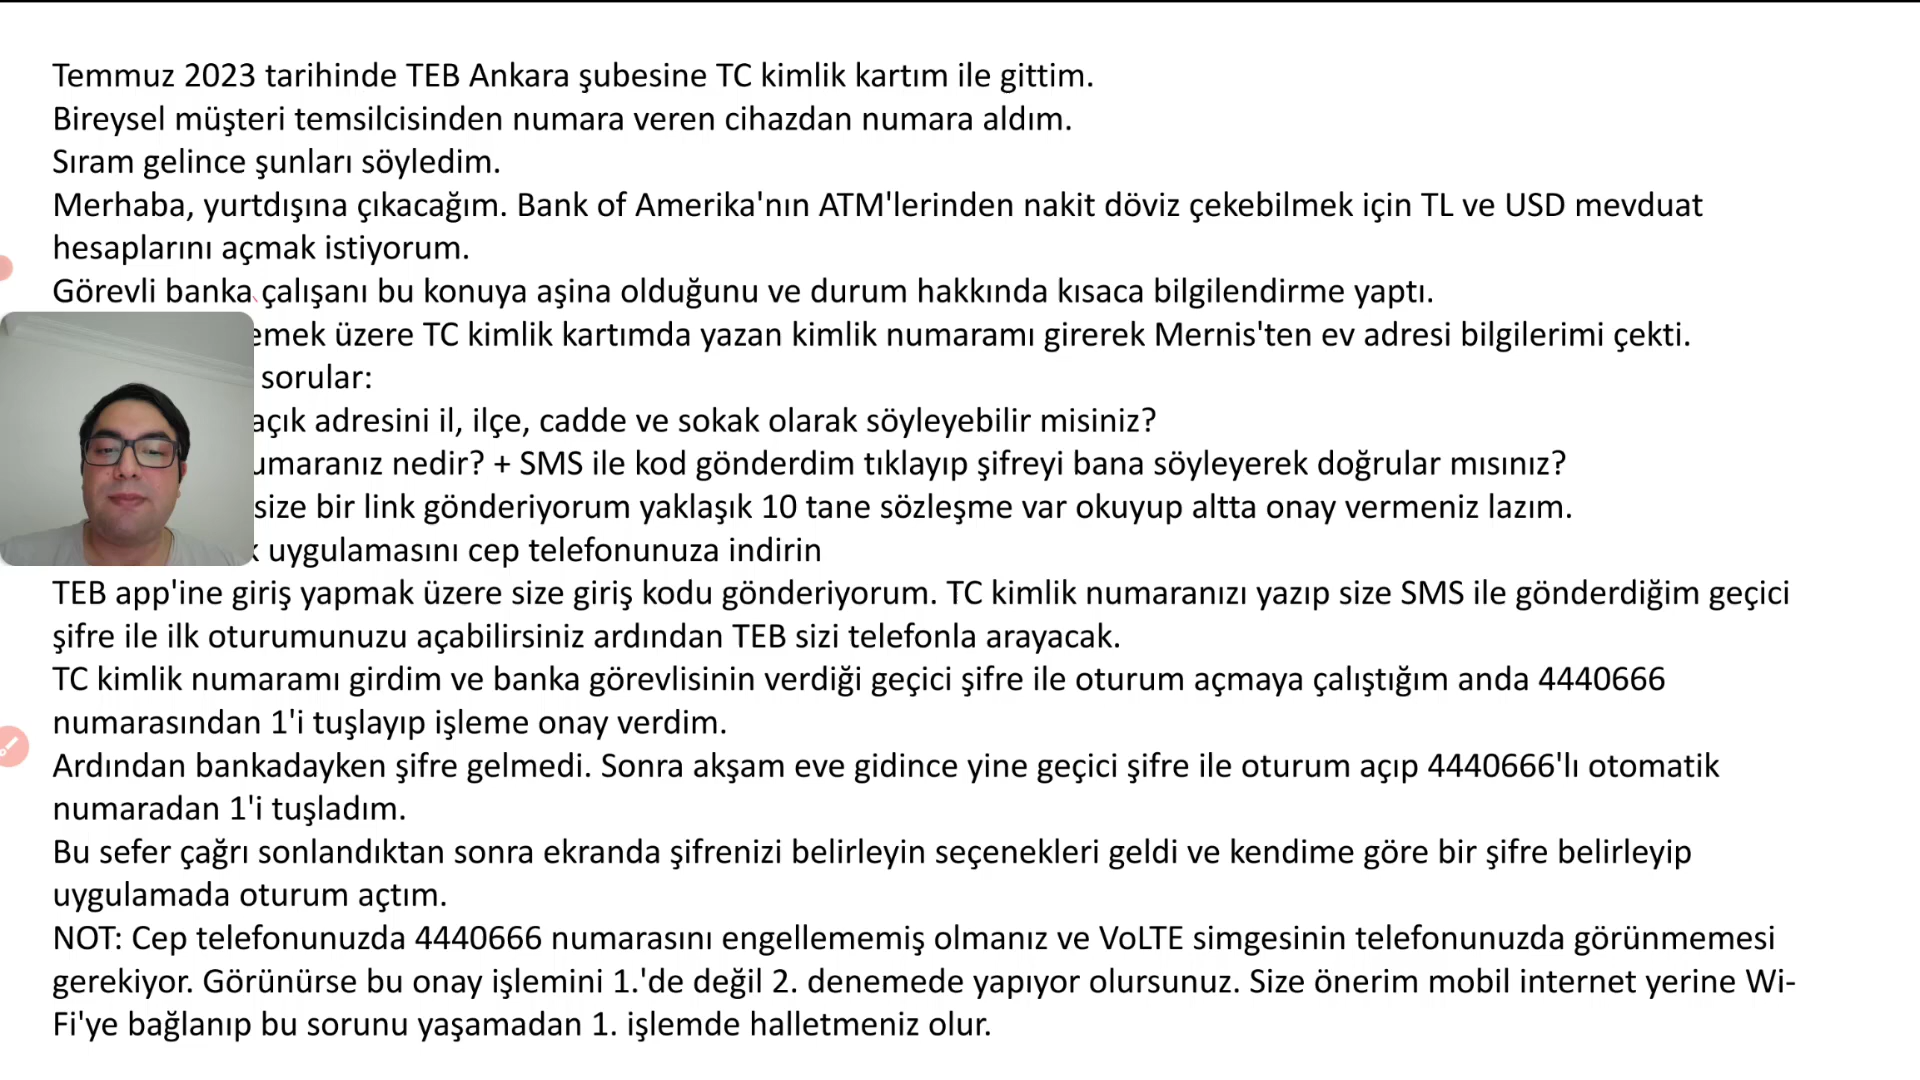 Temmuz 2023 tarihinde TEB Ankara şubesine TC kimlik kartım ile gittim.
Bireysel müşteri temsilcisinden numara veren cihazdan numara aldım.
Sıram gelince şunları söyledim.
Merhaba, yurtdışına çıkacağım. Bank of Amerika'nın ATM'lerinden nakit döviz çekebilmek için TL ve USD mevduat
hesaplarını açmak istiyorum.
Görevli banka çalışanı bu konuya aşina olduğunu ve durum hakkında kısaca bilgilendirme yaptı.
üzere TC kimlik kartımda yazan kimlik numaramı girerek Mernis'ten ev adresi bilgilerimi çekti.
sorular:
açık adresini il, ilçe, cadde ve sokak olarak söyleyebilir misiniz?
nedir? + SMS ile kod gönderdim tıklayıp şifreyi bana söyleyerek doğrular mısınız?
size bir link gönderiyorum yaklaşık 10 tane sözleşme var okuyup altta onay vermeniz lazım.
uygulamasını cep telefonunuza indirin
TEB app'ine giriş yapmak üzere size giriş kodu gönderiyorum. TC kimlik numaranızı yazıp size SMS ile gönderdiğim geçici
şifre ile ilk oturumunuzu açabilirsiniz ardından TEB sizi telefonla arayacak.
TC kimlik numaramı girdim ve banka görevlisinin verdiği geçici şifre ile oturum açmaya çalıştığım anda 4440666
numarasından 1'i tuşlayıp işleme onay verdim.
Ardından bankadayken şifre gelmedi. Sonra akşam eve gidince yine geçici şifre ile oturum açıp 4440666'lı otomatik
numaradan 1'i tuşladım.
Bu sefer çağrı sonlandıktan sonra ekranda şifrenizi belirleyin seçenekleri geldi ve kendime göre bir şifre belirleyip
uygulamada oturum açtım.
NOT: Cep telefonunuzda 4440666 numarasını engellememiş olmanız ve VoLTE simgesinin telefonunuzda görünmemesi
gerekiyor. Görünürse bu onay işlemini 1.'de değil 2. denemede yapıyor olursunuz. Size önerim mobil internet yerine Wi-
Fi'ye bağlanıp bu sorunu yaşamadan 1. işlemde halletmeniz olur.